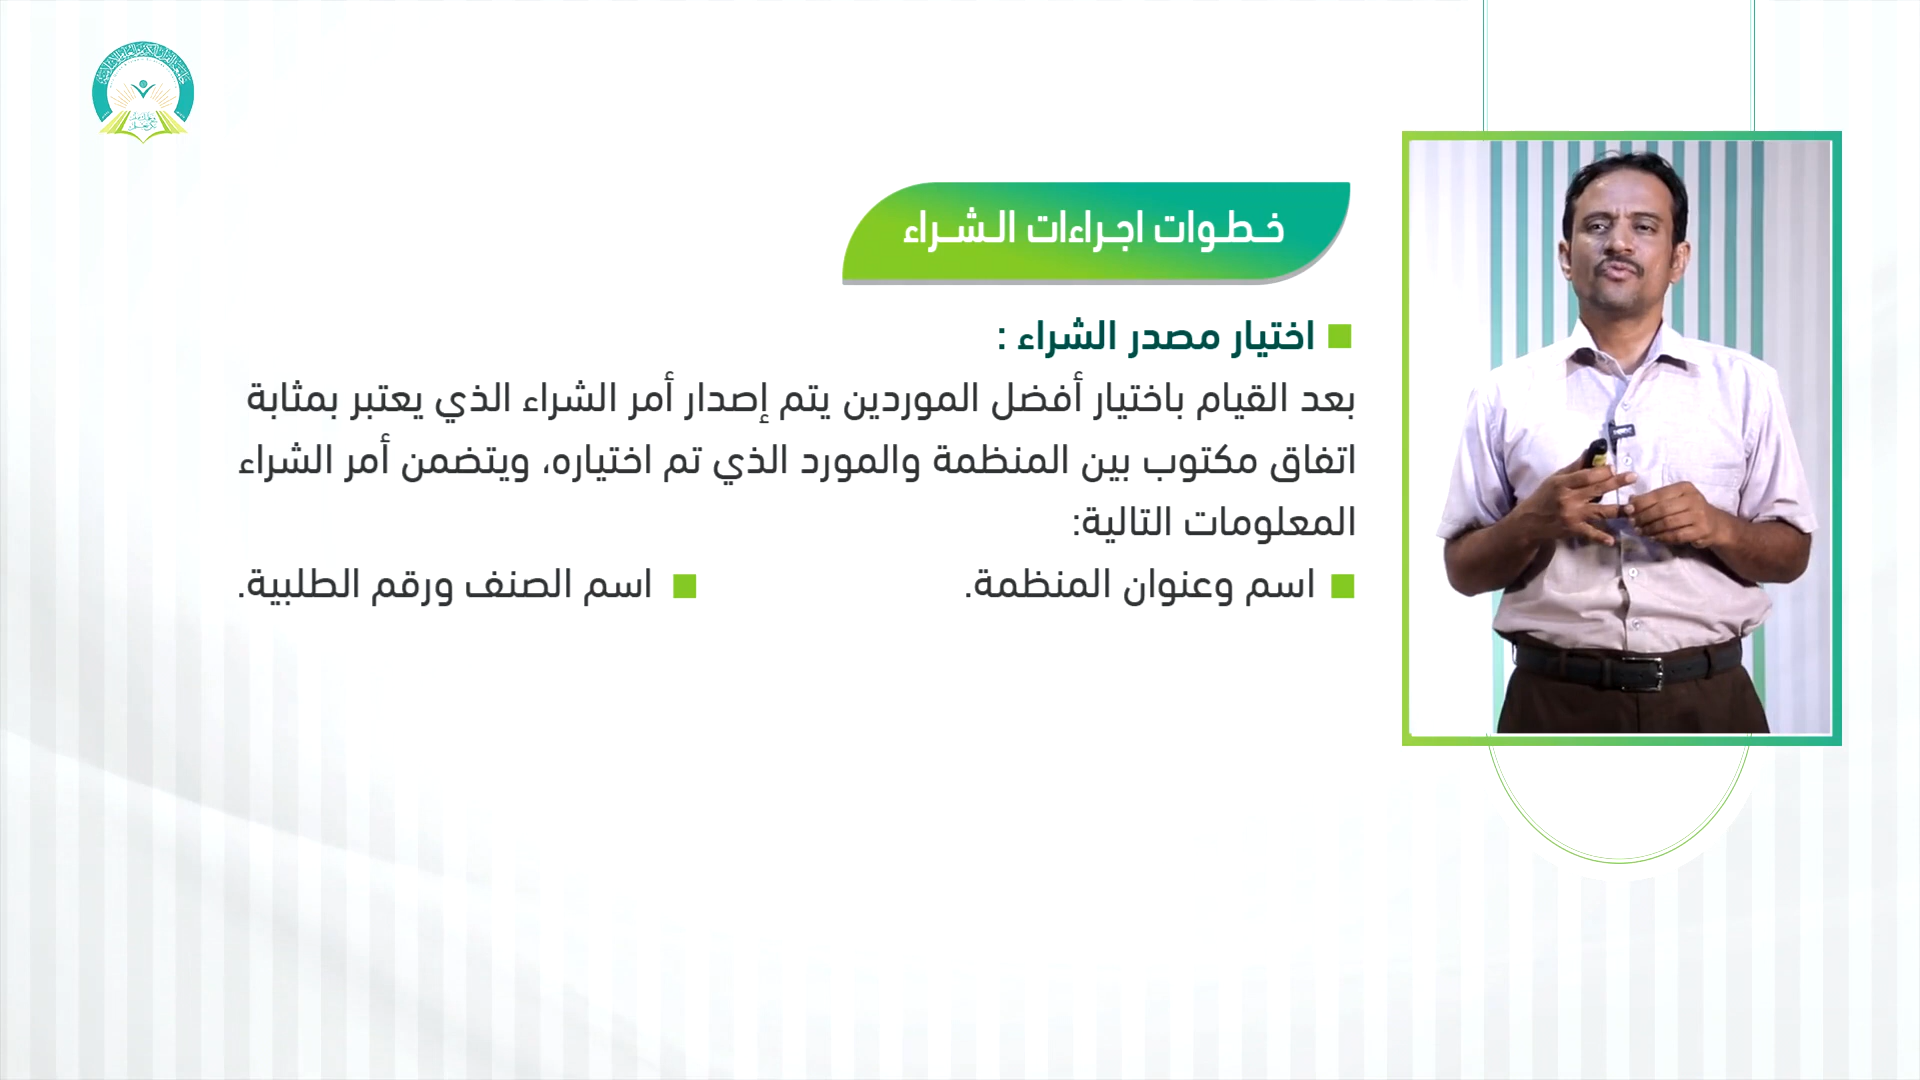 خطوات اجراءات الشراء
اختيار مصدر الشراء :
بعد القيام باختيار أفضل الموردين يتم إصدار أمر الشراء الذي يعتبر بمثابة
اتفاق مكتوب بين المنظمة والمورد الذي تم اختياره، ويتضمن أمر الشراء
المعلومات التالية:
اسم وعنوان المنظمة.
اسم الصنف ورقم الطلبية.